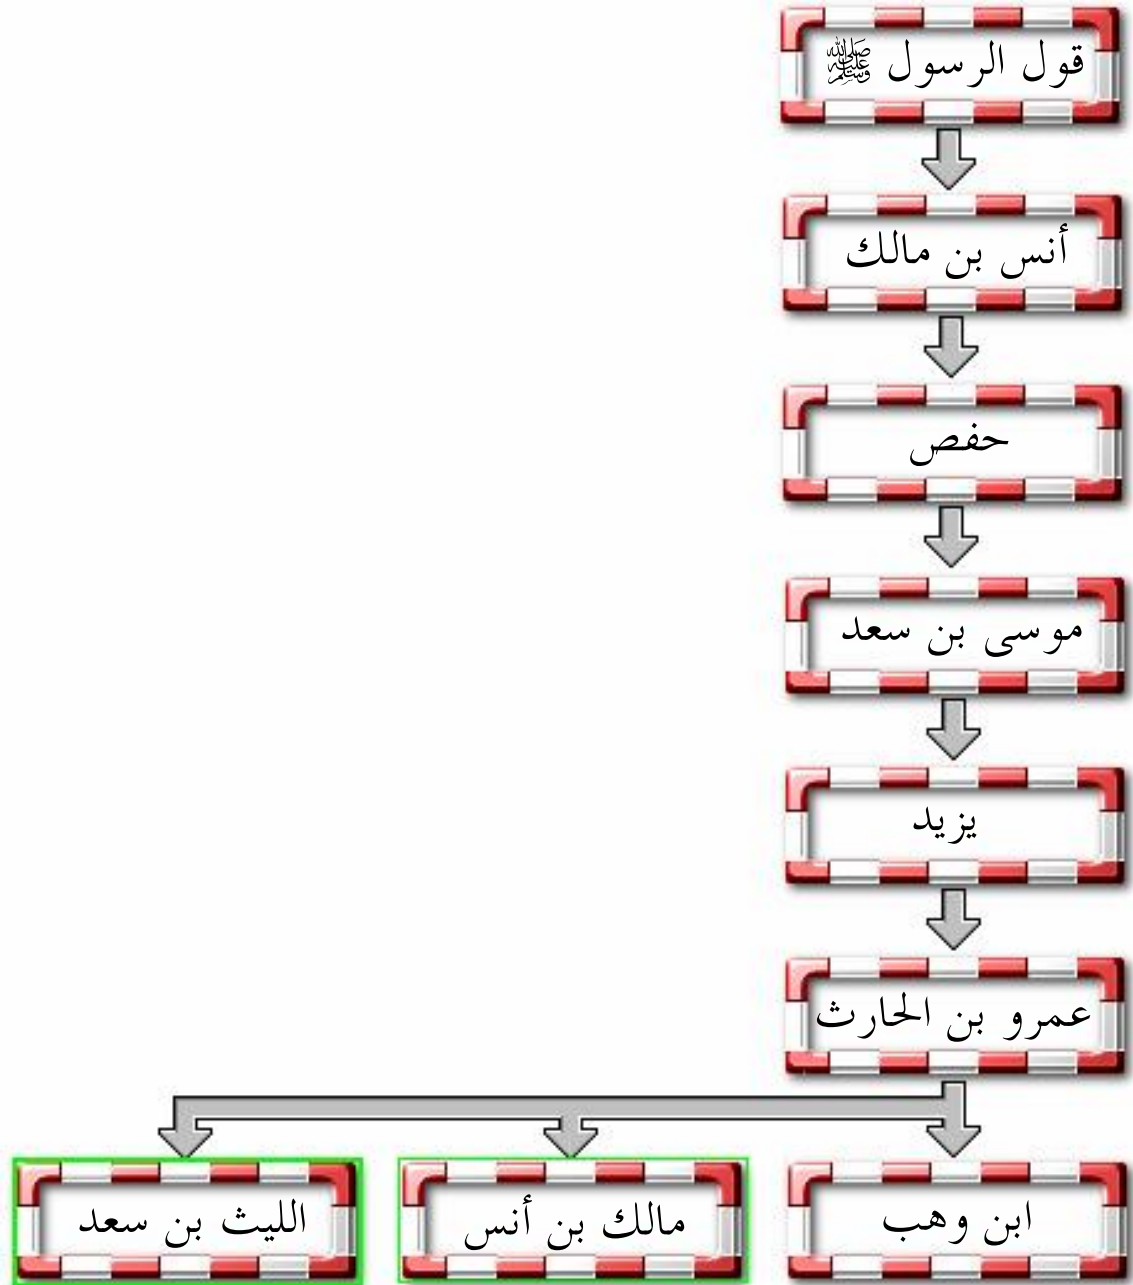 قول الرسول ﷺ
أنس بن مالك
حفص
موسى بن سعد
يزيد
عمرو بن الحارث
ابن وهب
مالك بن أنس
الليث بن سعد